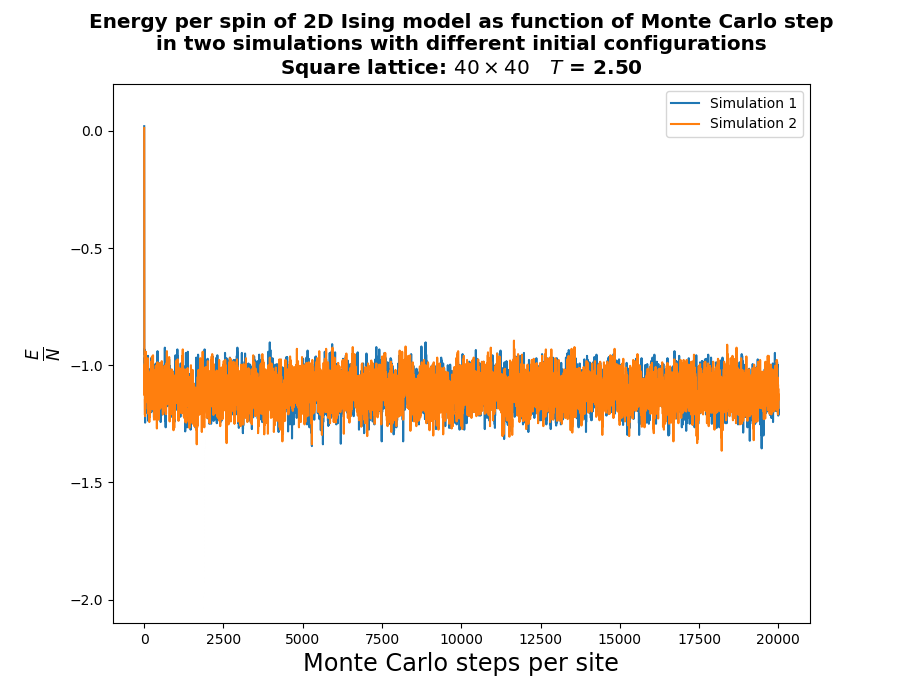 Energy per spin of 2D Ising model as function of Monte Carlo step
in two simulations with different initial configurations
Square lattice: 40 × 40 T = 2.50
Simulation 1
Simulation 2
0.0
−0.5
−1.0
−1.5
−2.0
E
N
0 2500 5000 7500 10000 12500 15000 17500 20000
Monte Carlo steps per site